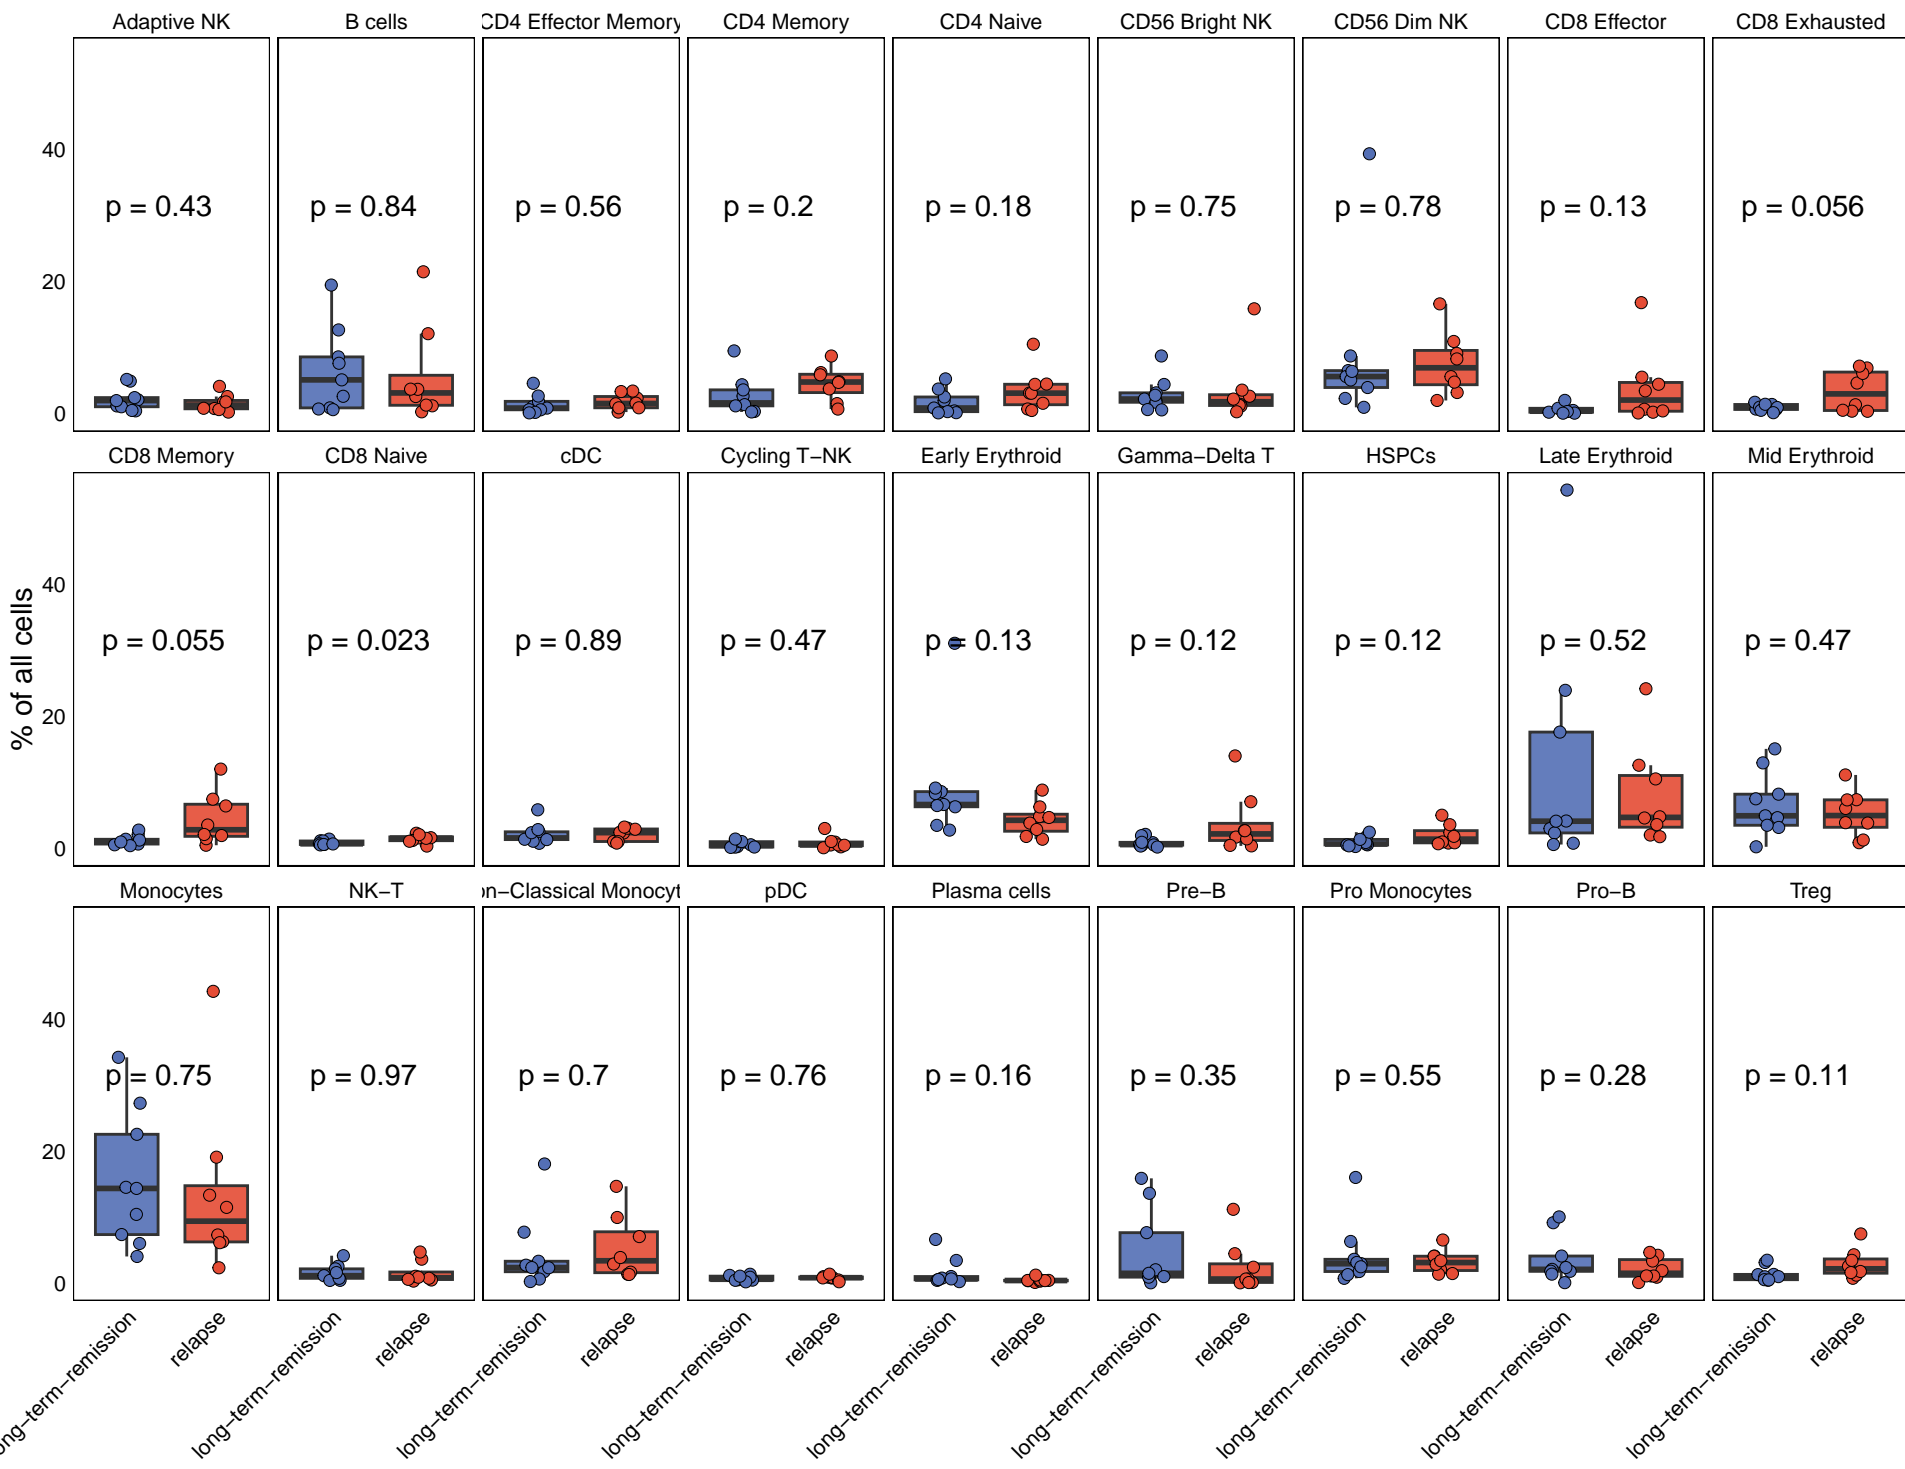 Adaptive NK
B cells
CD4 Effector Memory
CD4 Memory
CD4 Naive
CD56 Bright NK
CD56 Dim NK
CD8 Effector
CD8 Exhausted
40
20
0
p = 0.43
p = 0.84
p = 0.56
p = 0.2
p = 0.18
p = 0.75
p = 0.78
p = 0.13
p = 0.056
% of all cells
CD8 Memory
CD8 Naive
cDC
Cycling T−NK
Early Erythroid
Gamma−Delta T
HSPCs
Late Erythroid
Mid Erythroid
40
20
0
p = 0.055
p = 0.023
p = 0.89
p = 0.47
p = 0.13
p = 0.12
p = 0.12
p = 0.52
p = 0.47
Monocytes
NK−T
on−Classical Monocyt
pDC
Plasma cells
Pre−B
Pro Monocytes
Pro−B
Treg
40
20
0
p = 0.75
p = 0.97
p = 0.7
p = 0.76
p = 0.16
p = 0.35
p = 0.55
p = 0.28
p = 0.11
ong−term−remission
relapse
long−term−remission
relapse
long−term−remission
relapse
long−term−remission
relapse
long−term−remission
relapse
long−term−remission
relapse
long−term−remission
relapse
long−term−remission
relapse
long−term−remission
relapse